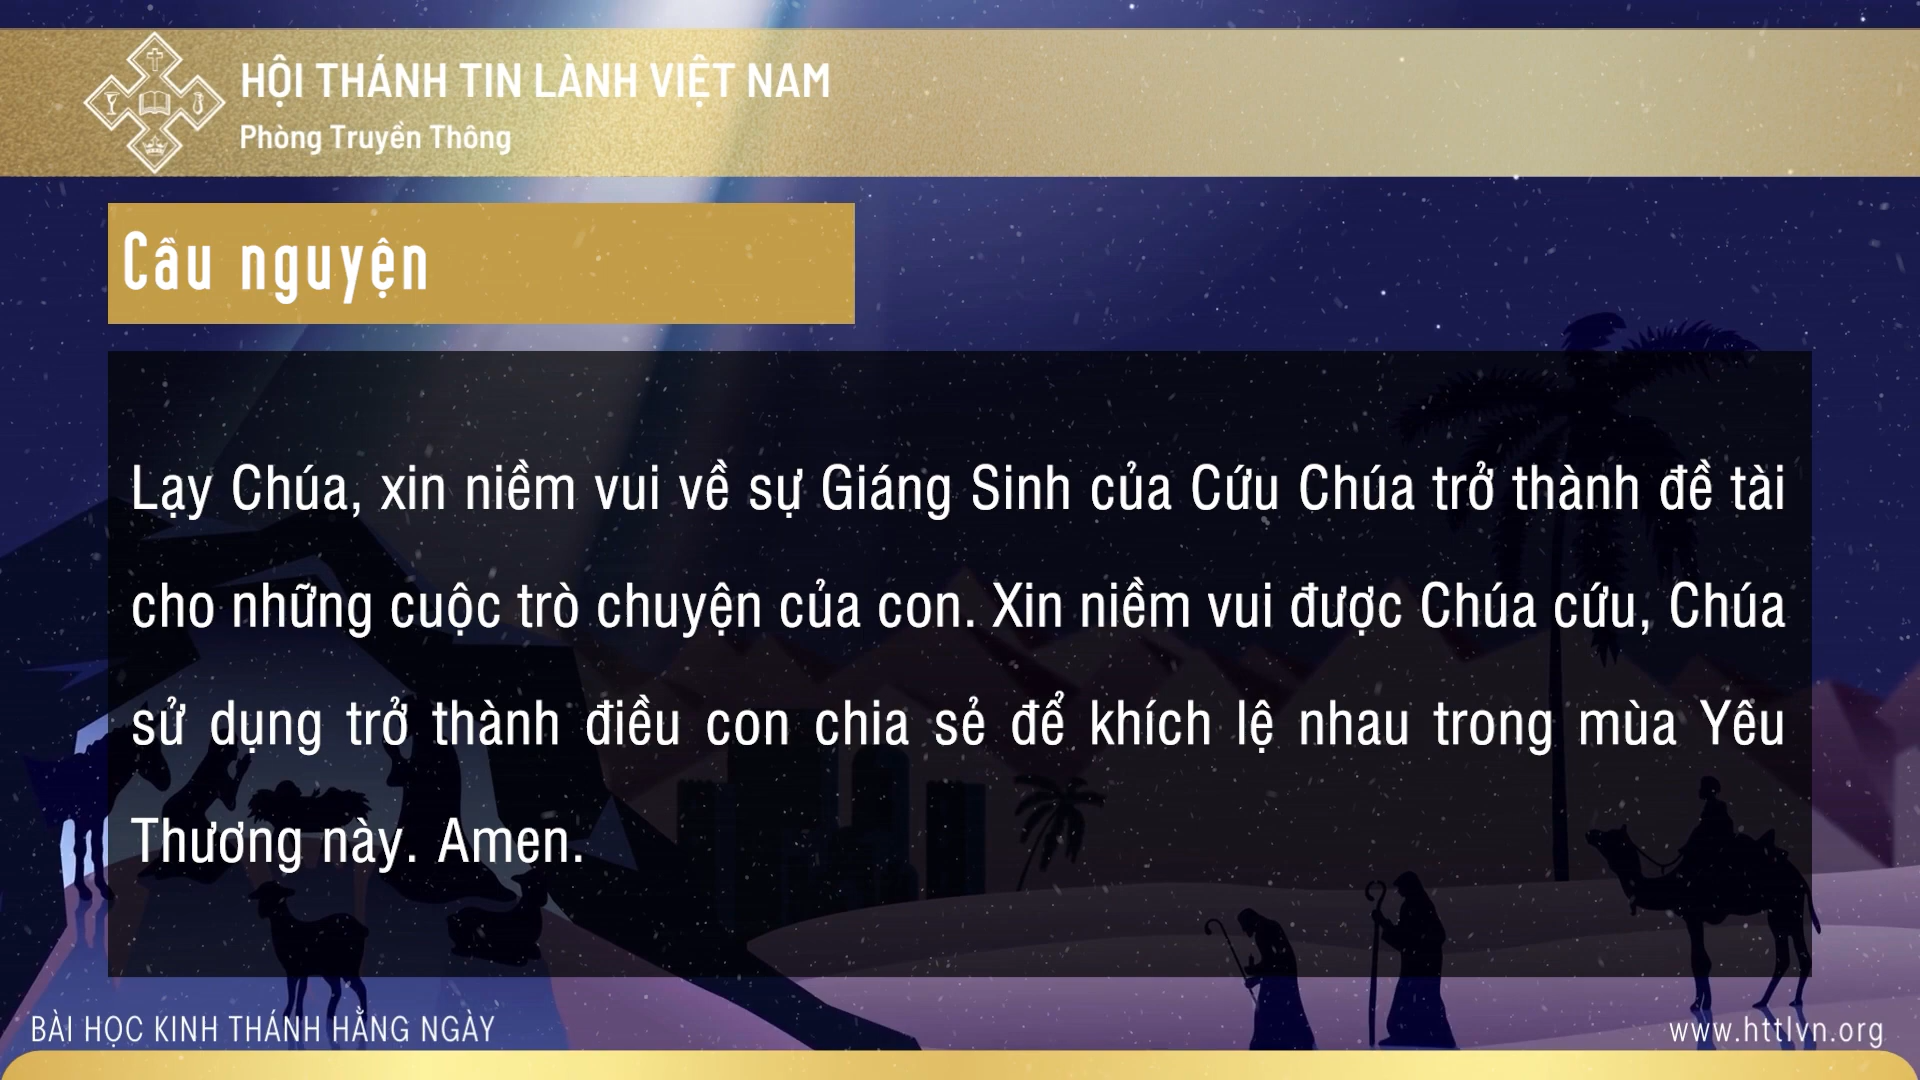 HỘI THÁNH TIN LÀNH VIỆT NAM
Phòng Truyền Thông
Cầu nguyện
Lạy Chúa, xin niềm vui về sự Giáng Sinh của Cứu Chúa trở thành đề tài
cho những cuộc trò chuyện của con. Xin niềm vui được Chúa cứu, Chúa
sử dụng trở thành điều con chia sẻ để khích lệ nhau trong mùa Yêu
Thương này. Amen.
BÀI HỌC KINH THÁNH HẰNG NGÀY
www.httlvn.org